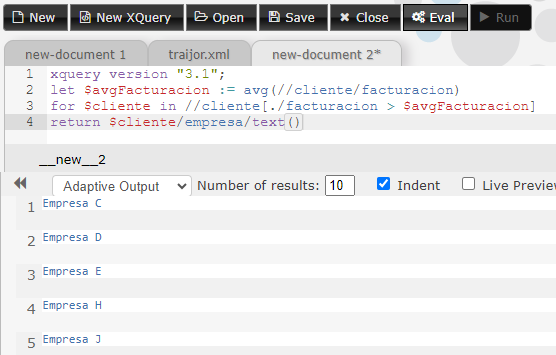 New New XQuery Open Save Close Eval Run
new-document 1 traijor.xml new-document 2*
1 xquery version "3.1";
2 let $avgFacturacion := avg(//cliente/facturacion)
3 for $cliente in //cliente[./facturacion > $avgFacturacion]
4 return $cliente/empresa/text()
__new__2
Adaptive Output Number of results: 10 Indent Live Preview
1 Empresa C
2 Empresa D
3 Empresa E
4 Empresa H
5 Empresa J